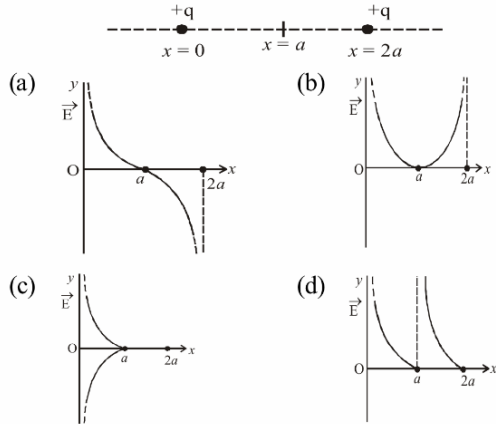 +q +q
x = 0 x = a x = 2a
(a) y E O a 2a x
(b) y E O a 2a x
(c) y E O a 2a x
(d) y E O a 2a x